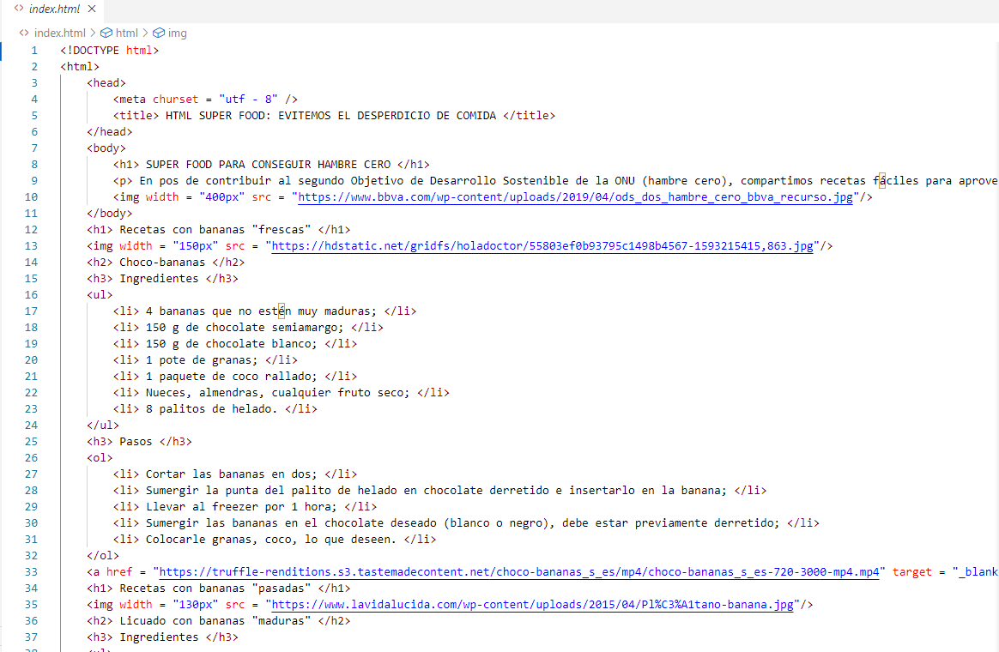 <> index.html ×
<> index.html > html > img
1 <!DOCTYPE html>
2 <html>
3 <head>
4 <meta churset = "utf - 8" />
5 <title> HTML SUPER FOOD: EVITEMOS EL DESPERDICIO DE COMIDA </title>
6 </head>
7 <body>
8 <h1> SUPER FOOD PARA CONSEGUIR HAMBRE CERO </h1>
9 <p> En pos de contribuir al segundo Objetivo de Desarrollo Sostenible de la ONU (hambre cero), compartimos recetas fáciles para aprove
10 <img width = "400px" src = "https://www.bbva.com/wp-content/uploads/2019/04/ods_dos_hambre_cero_bbva_recurso.jpg"/>
11 </body>
12 <h1> Recetas con bananas "frescas" </h1>
13 <img width = "150px" src = "https://hdstatic.net/gridfs/holadoctor/55803ef0b93795c1498b4567-1593215415,863.jpg"/>
14 <h2> Choco-bananas </h2>
15 <h3> Ingredientes </h3>
16 <ul>
17 <li> 4 bananas que no estén muy maduras; </li>
18 <li> 150 g de chocolate semiamargo; </li>
19 <li> 150 g de chocolate blanco; </li>
20 <li> 1 pote de granas; </li>
21 <li> 1 paquete de coco rallado; </li>
22 <li> Nueces, almendras, cualquier fruto seco; </li>
23 <li> 8 palitos de helado. </li>
24 </ul>
25 <h3> Pasos </h3>
26 <ol>
27 <li> Cortar las bananas en dos; </li>
28 <li> Sumergir la punta del palito de helado en chocolate derretido e insertarlo en la banana; </li>
29 <li> Llevar al freezer por 1 hora; </li>
30 <li> Sumergir las bananas en el chocolate deseado (blanco o negro), debe estar previamente derretido; </li>
31 <li> Colocarle granas, coco, lo que deseen. </li>
32 </ol>
33 <a href = "https://truffle-renditions.s3.tastemadecontent.net/choco-bananas_s_es/mp4/choco-bananas_s_es-720-3000-mp4.mp4" target = "_blank
34 <h1> Recetas con bananas "pasadas" </h1>
35 <img width = "130px" src = "https://www.lavidalucida.com/wp-content/uploads/2015/04/Pl%C3%A1tano-banana.jpg"/>
36 <h2> Licuado con bananas "maduras" </h2>
37 <h3> Ingredientes </h3>
38 <ul>